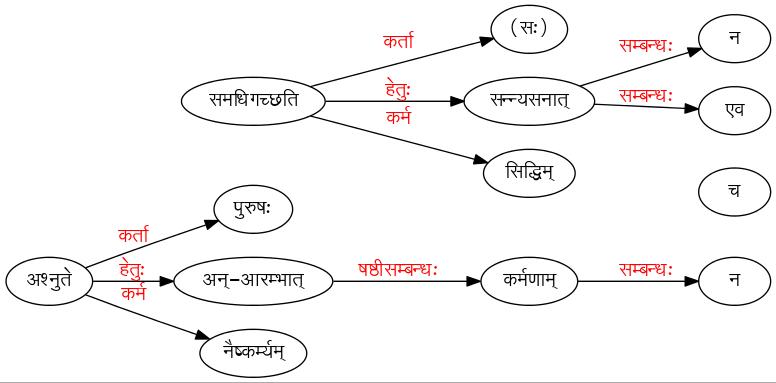 (सः)
कर्ता
न
सम्बन्धः
समधिगच्छति
हेतुः
सन्न्यसनात्
सम्बन्धः
एव
कर्म
सिद्धिम्
च
पुरुषः
कर्ता
अश्नुते
हेतुः
अन्-आरम्भात्
षष्ठीसम्बन्धः
कर्मणाम्
सम्बन्धः
न
कर्म
नैष्कर्म्यम्